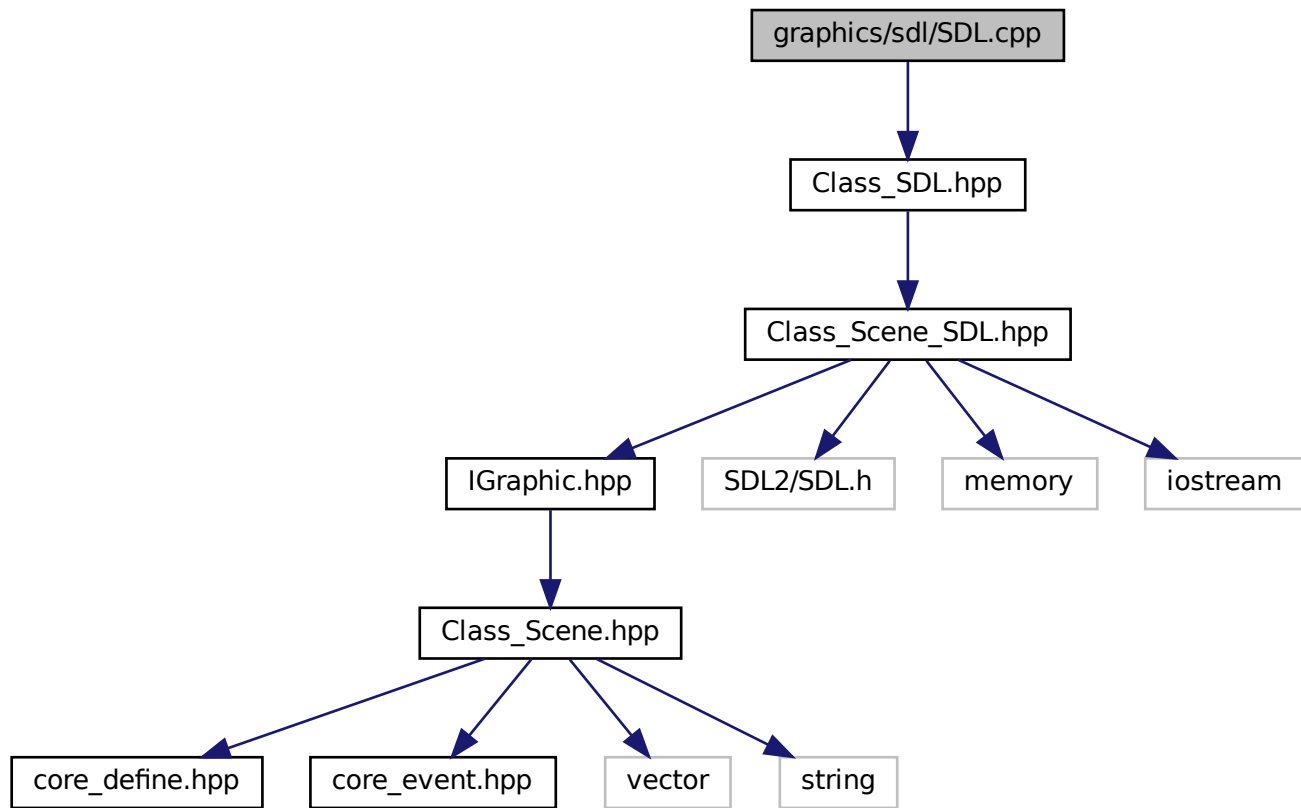 graphics/sdl/SDL.cpp
Class_SDL.hpp
Class_Scene_SDL.hpp
IGraphic.hpp
SDL2/SDL.h
memory
iostream
Class_Scene.hpp
core_define.hpp
core_event.hpp
vector
string